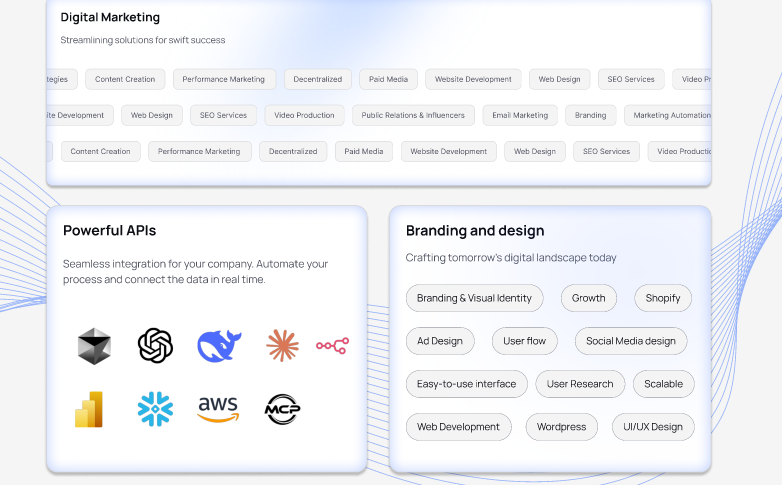 Digital Marketing
Streamlining solutions for swift success
Content Creation Performance Marketing Decentralized Paid Media Website Development Web Design SEO Services Video
Development Web Design SEO Services Video Production Public Relations & Influencers Email Marketing Branding Marketing Automation
Content Creation Performance Marketing Decentralized Paid Media Website Development Web Design SEO Services Video
Powerful APIs
Seamless integration for your company. Automate your
process and connect the data in real time.
aws
MCP
Branding and design
Crafting tomorrow's digital landscape today
Branding & Visual Identity Growth Shopify
Ad Design User flow Social Media design
Easy-to-use interface User Research Scalable
Web Development Wordpress UI/UX Design